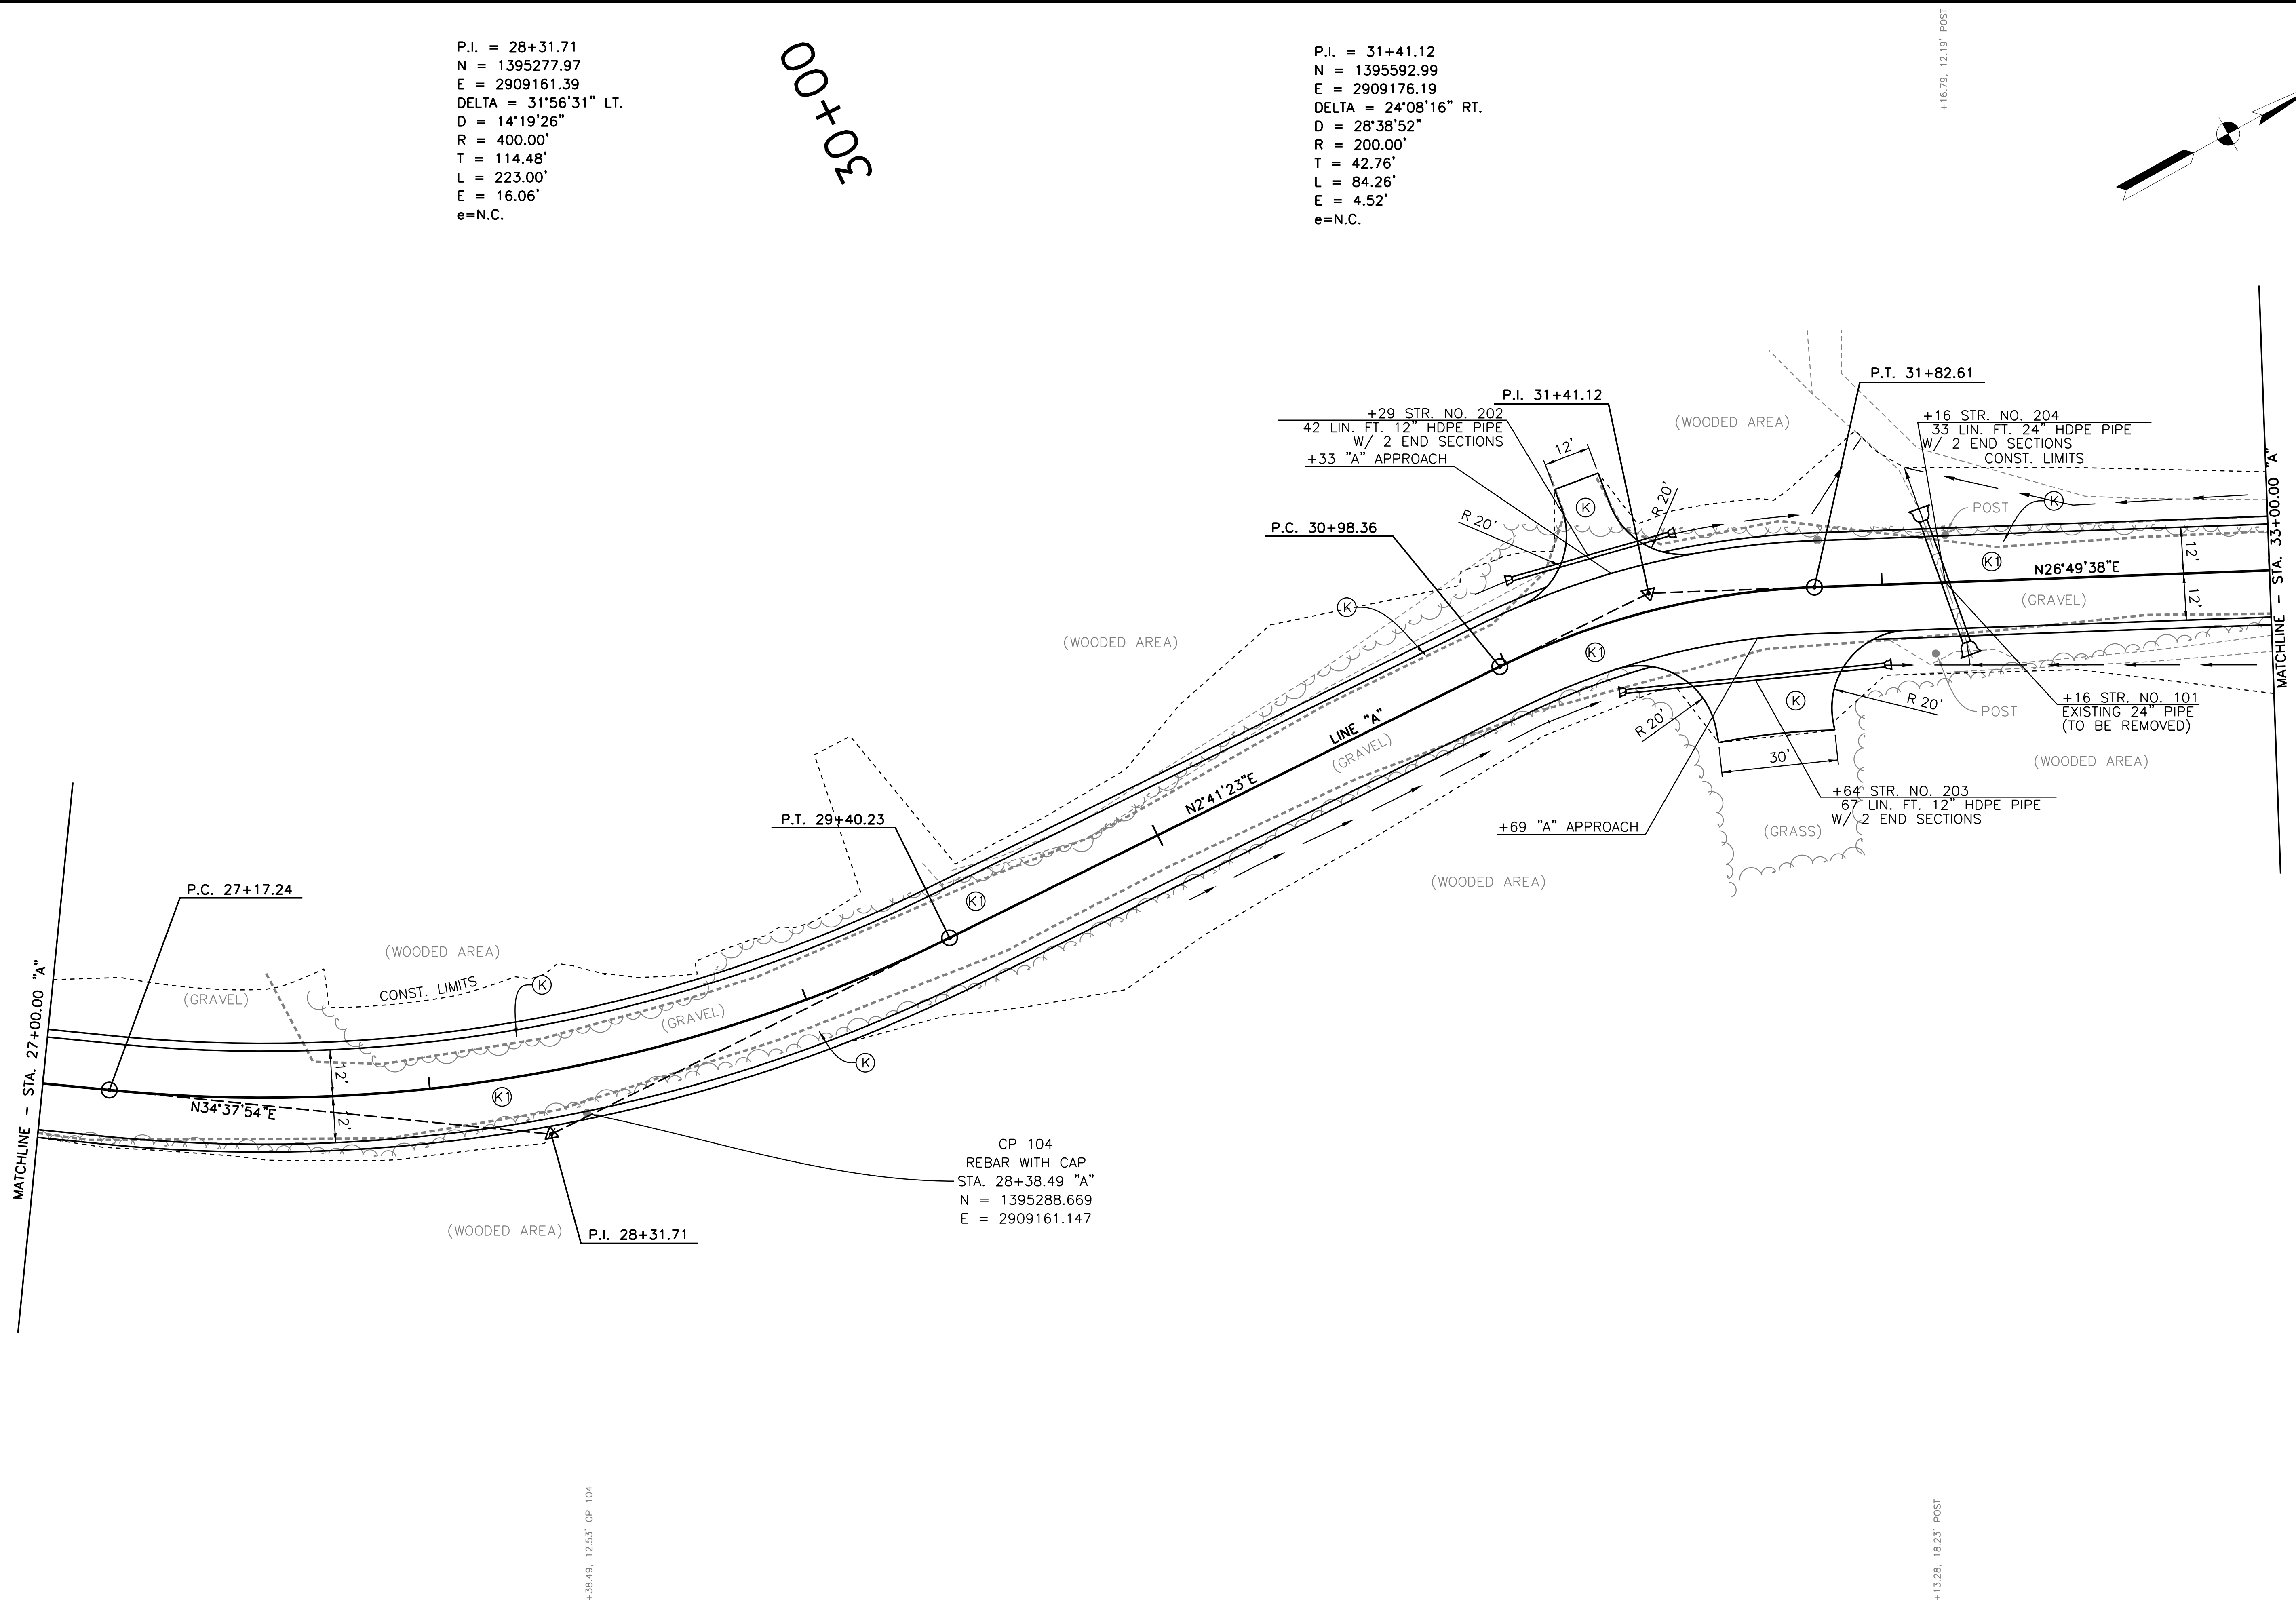 P.I. = 28+31.71
N = 1395277.97
E = 2909161.39
DELTA = 31°56'31" LT.
D = 14°19'26"
R = 400.00'
T = 114.48'
L = 223.00'
E = 16.06'
e=N.C.
30+00
P.I. = 31+41.12
N = 1395592.99
E = 2909176.19
DELTA = 24°08'16" RT.
D = 28°38'52"
R = 200.00'
T = 42.76'
L = 84.26'
E = 4.52'
e=N.C.
+16.79, 12.19' POST
P.T. 31+82.61
P.I. 31+41.12
+29 STR. NO. 202
42 LIN. FT. 12" HDPE PIPE
W/ 2 END SECTIONS
+33 "A" APPROACH
(WOODED AREA)
+16 STR. NO. 204
33 LIN. FT. 24" HDPE PIPE
W/ 2 END SECTIONS
CONST. LIMITS
12'
R 20'
R 20'
K
K
POST
P.C. 30+98.36
K1
12'
12'
N26°49'38"E
(GRAVEL)
MATCHLINE - STA. 33+00.00 "A"
K
(WOODED AREA)
K1
K
R 20'
R 20'
POST
+16 STR. NO. 101
EXISTING 24" PIPE
(TO BE REMOVED)
(WOODED AREA)
LINE "A"
(GRAVEL)
N2°41'23"E
30'
+64 STR. NO. 203
67 LIN. FT. 12" HDPE PIPE
W/ 2 END SECTIONS
+69 "A" APPROACH
(GRASS)
(WOODED AREA)
P.T. 29+40.23
K1
P.C. 27+17.24
(WOODED AREA)
(GRAVEL)
CONST. LIMITS
K
(GRAVEL)
K
12'
12'
K1
N34°37'54"E
MATCHLINE - STA. 27+00.00 "A"
CP 104
REBAR WITH CAP
STA. 28+38.49 "A"
N = 1395288.669
E = 2909161.147
(WOODED AREA)
P.I. 28+31.71
+38.49, 12.53' CP 104
+13.28, 18.23' POST